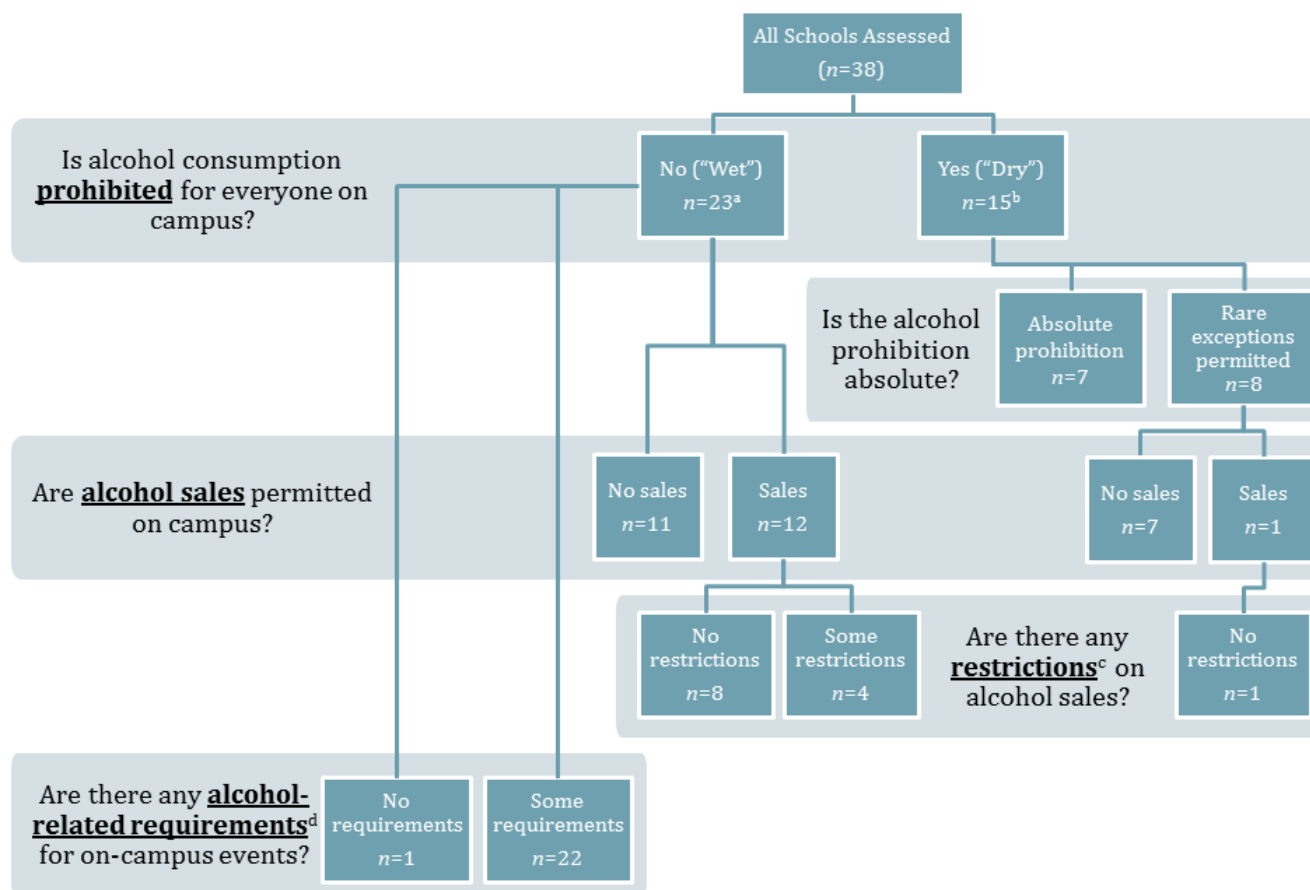 All Schools Assessed
(n=38)
Is alcohol consumption
prohibited for everyone on
campus?
No (“Wet”)
n=23ᵃ
Yes (“Dry”)
n=15ᵇ
Is the alcohol
prohibition
absolute?
Absolute
prohibition
n=7
Rare
exceptions
permitted
n=8
Are alcohol sales permitted
on campus?
No sales
n=11
Sales
n=12
No sales
n=7
Sales
n=1
No
restrictions
n=8
Some
restrictions
n=4
Are there any
restrictionsᶜ on
alcohol sales?
No
restrictions
n=1
Are there any alcohol-
related requirementsᵈ
for on-campus events?
No
requirements
n=1
Some
requirements
n=22